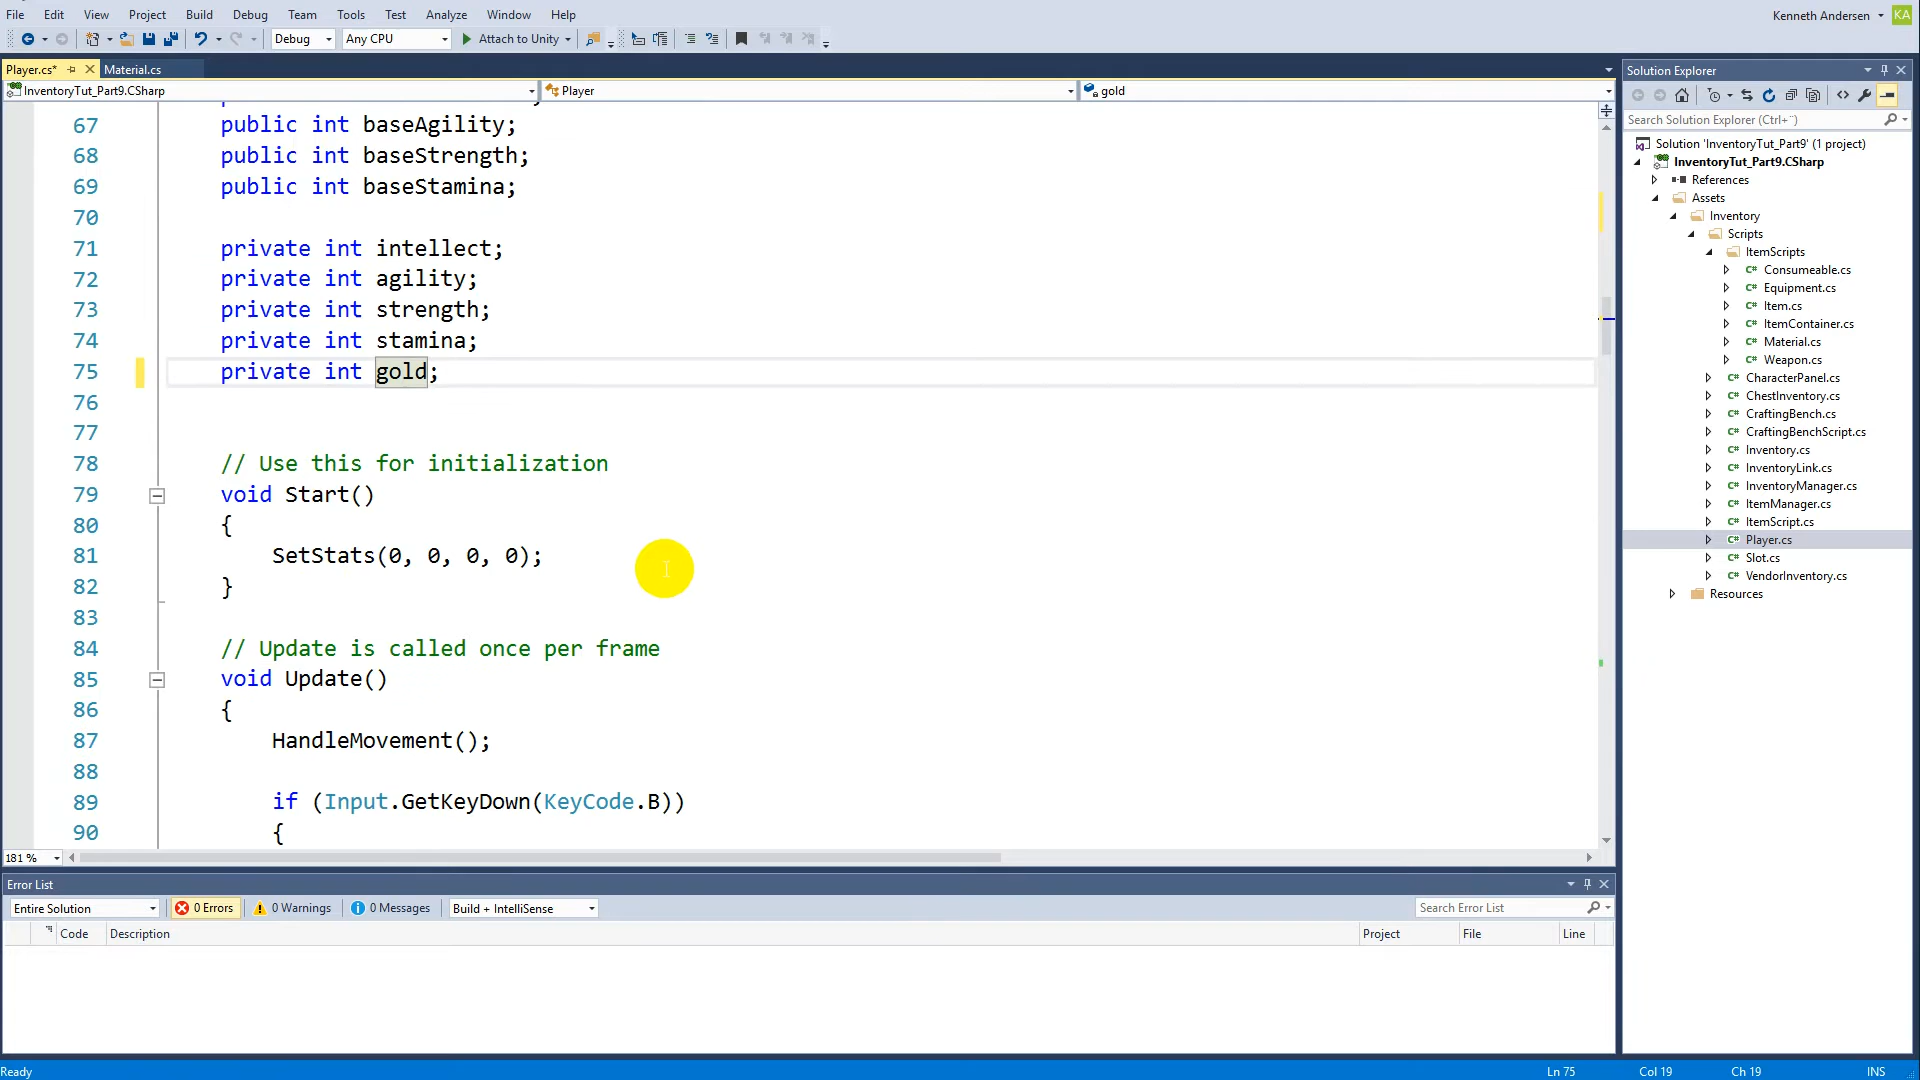 File Edit View Project Build Debug Team Tools Test Analyze Window Help
Kenneth Andersen KA
Debug Any CPU Attach to Unity
Player.cs* Material.cs
InventoryTut_Part9.CSharp Player gold
67 public int baseAgility;
68 public int baseStrength;
69 public int baseStamina;
70
71 private int intellect;
72 private int agility;
73 private int strength;
74 private int stamina;
75 private int gold;
76
77
78 // Use this for initialization
79 void Start()
80 {
81 SetStats(0, 0, 0, 0);
82 }
83
84 // Update is called once per frame
85 void Update()
86 {
87 HandleMovement();
88
89 if (Input.GetKeyDown(KeyCode.B))
90 {
181 %
Error List
Entire Solution 0 Errors 0 Warnings 0 Messages Build + IntelliSense Search Error List
Code Description Project File Line
Solution Explorer
Search Solution Explorer (Ctrl+¨)
Solution 'InventoryTut_Part9' (1 project)
InventoryTut_Part9.CSharp
References
Assets
Inventory
Scripts
ItemScripts
C# Consumeable.cs
C# Equipment.cs
C# Item.cs
C# ItemContainer.cs
C# Material.cs
C# Weapon.cs
C# CharacterPanel.cs
C# ChestInventory.cs
C# CraftingBench.cs
C# CraftingBenchScript.cs
C# Inventory.cs
C# InventoryLink.cs
C# InventoryManager.cs
C# ItemManager.cs
C# ItemScript.cs
C# Player.cs
C# Slot.cs
C# VendorInventory.cs
Resources
Ready Ln 75 Col 19 Ch 19 INS